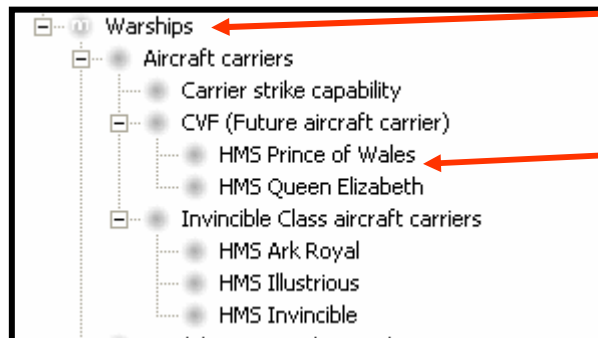 Warships
Aircraft carriers
Carrier strike capability
CVF (Future aircraft carrier)
HMS Prince of Wales
HMS Queen Elizabeth
Invincible Class aircraft carriers
HMS Ark Royal
HMS Illustrious
HMS Invincible